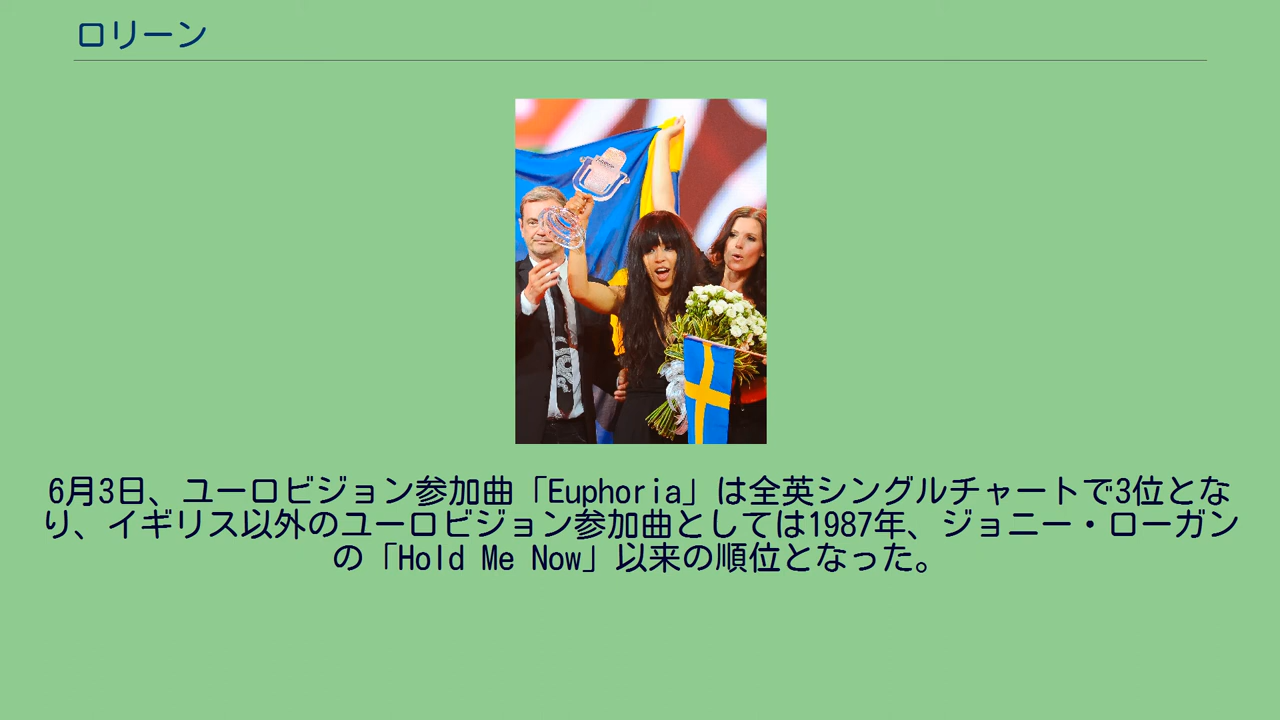 ロリーン
6月3日、ユーロビジョン参加曲「Euphoria」は全英シングルチャートで3位とな
り、イギリス以外のユーロビジョン参加曲としては1987年、ジョニー・ローガン
の「Hold Me Now」以来の順位となった。